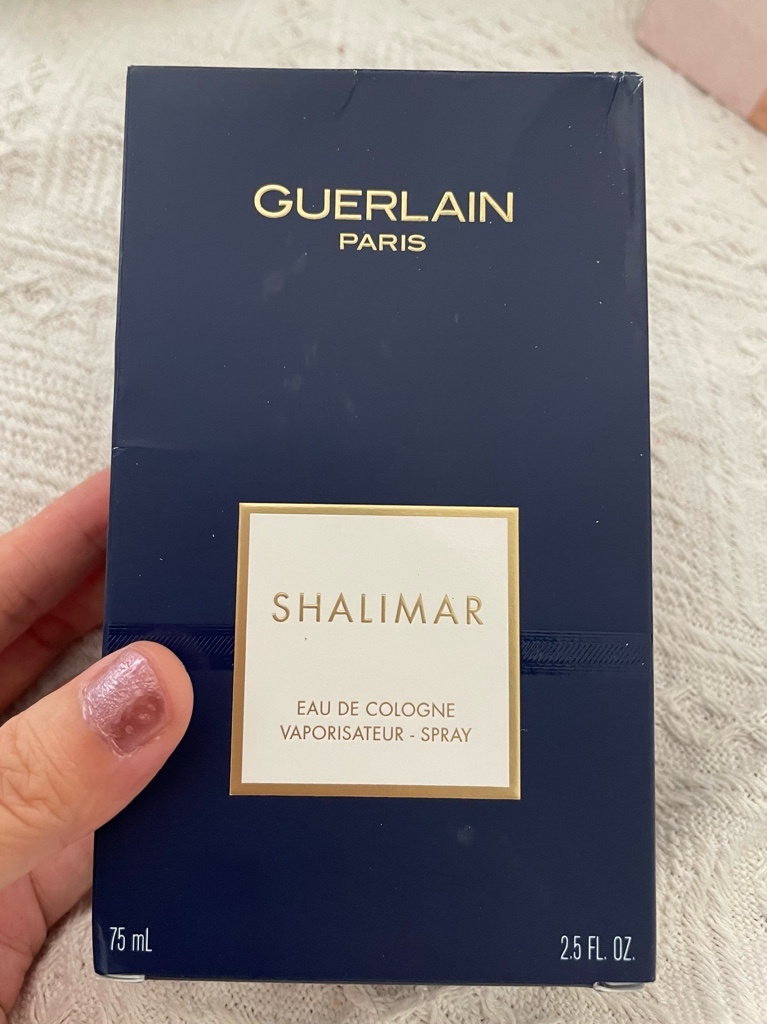 GUERLAIN
PARIS
SHALIMAR
EAU DE COLOGNE
VAPORISATEUR - SPRAY
75 mL
2.5 FL. OZ.